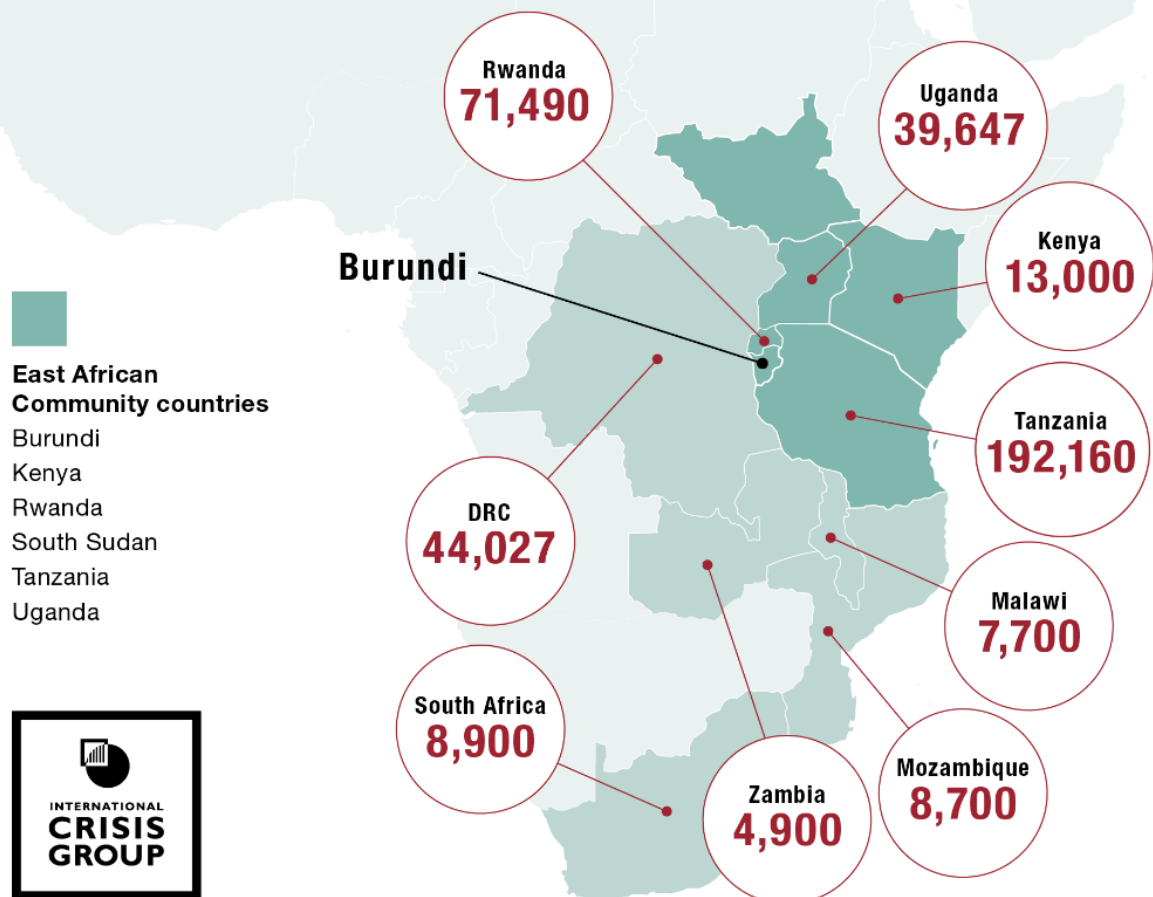 Rwanda
71,490
Uganda
39,647
Kenya
13,000
Burundi
East African
Community countries
Burundi
Kenya
Rwanda
South Sudan
Tanzania
Uganda
Tanzania
192,160
DRC
44,027
Malawi
7,700
South Africa
8,900
Zambia
4,900
Mozambique
8,700
INTERNATIONAL
CRISIS
GROUP